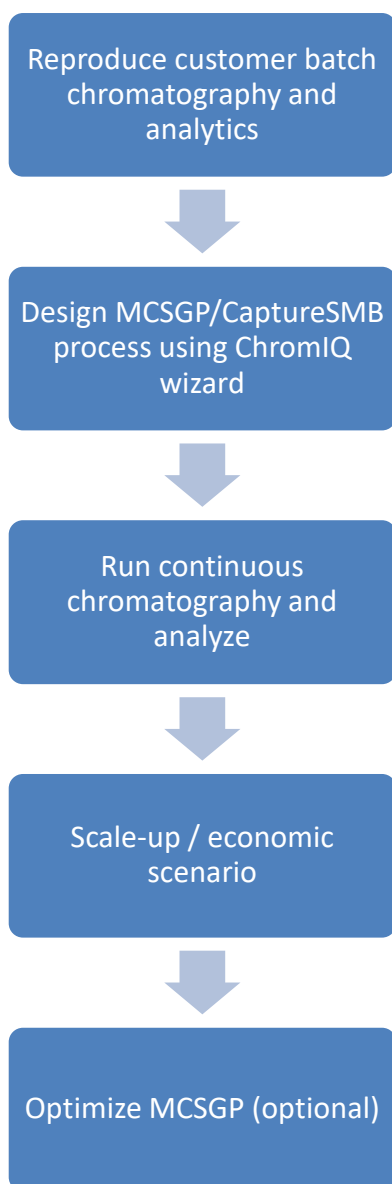 Reproduce customer batch
chromatography and
analytics
Design MCSGP/CaptureSMB
process using ChromIQ
wizard
Run continuous
chromatography and
analyze
Scale-up / economic
scenario
Optimize MCSGP (optional)